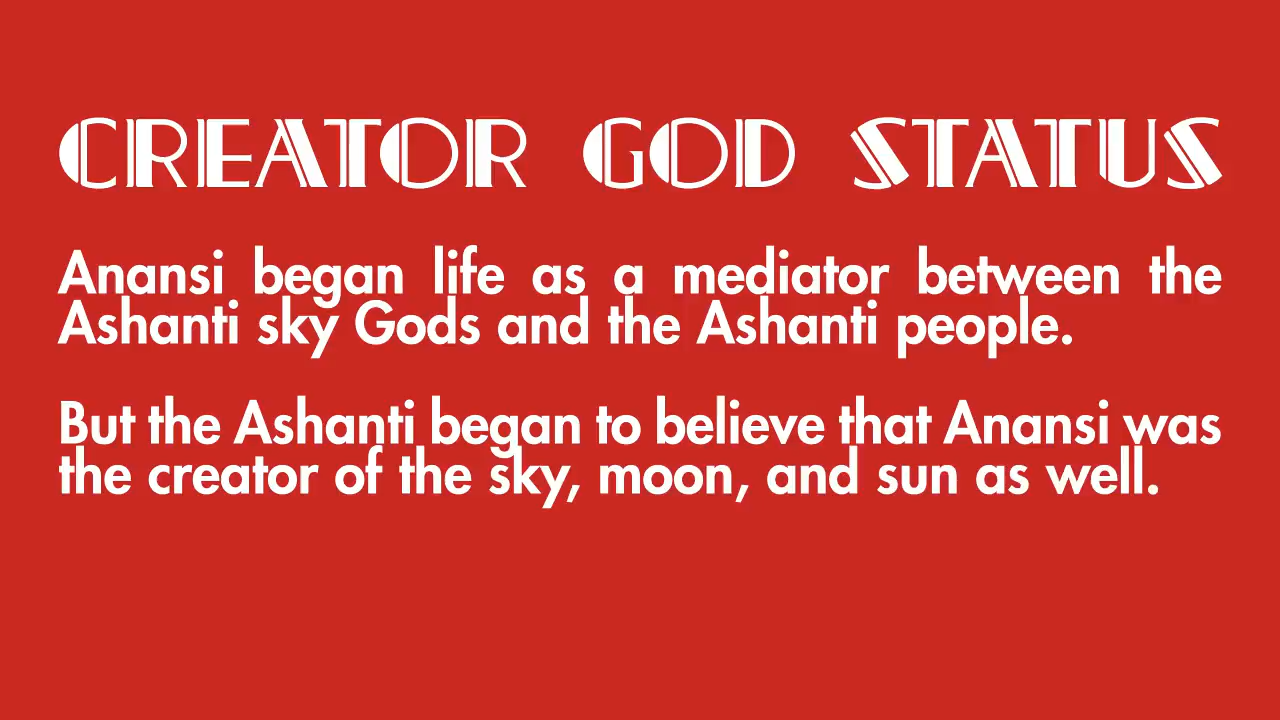 CREATOR GOD STATUS
Anansi began life as a mediator between the
Ashanti sky Gods and the Ashanti people.
But the Ashanti began to believe that Anansi was
the creator of the sky, moon, and sun as well.